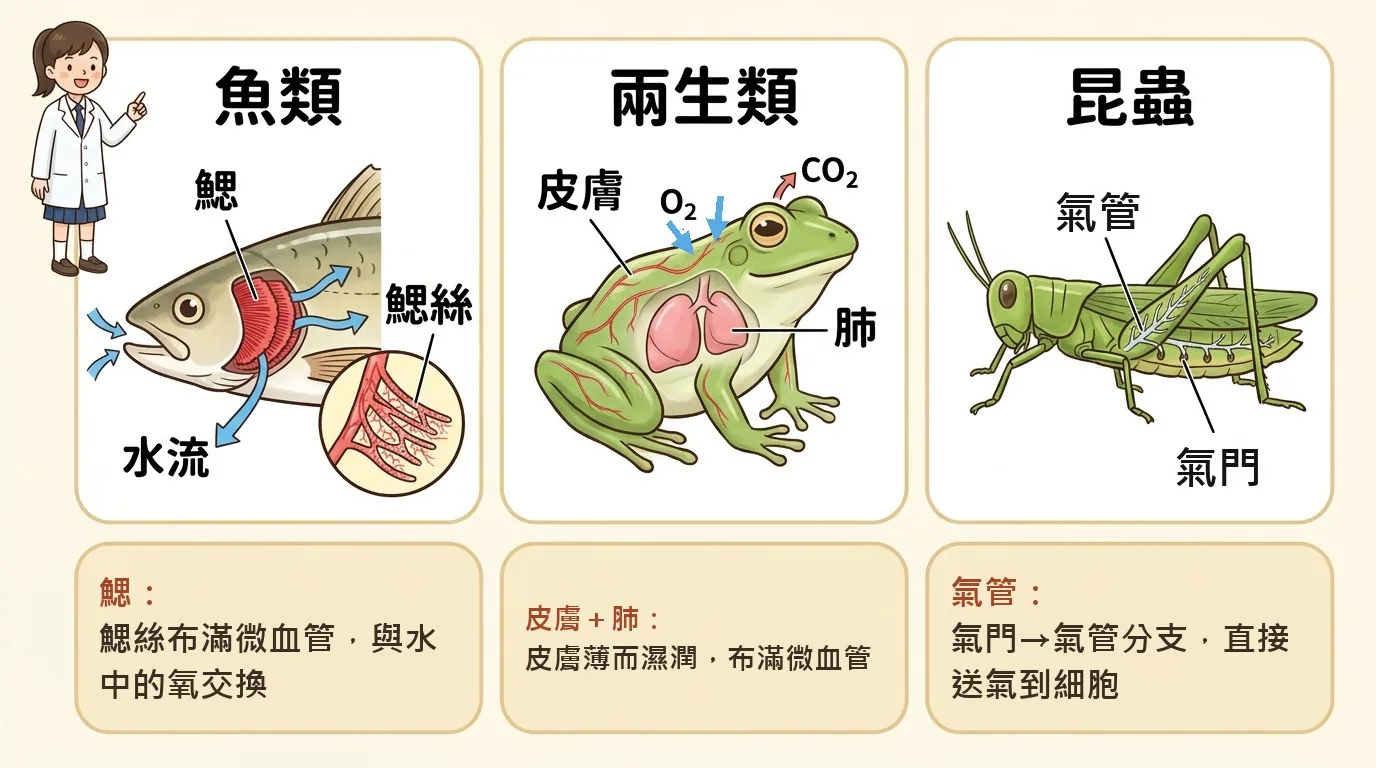 魚類
鰓
鰓絲
水流
兩生類
皮膚
O₂
CO₂
肺
昆蟲
氣管
氣門
鰓：
鰓絲布滿微血管，與水
中的氧交換
皮膚＋肺：
皮膚薄而濕潤，布滿微血管
氣管：
氣門→氣管分支，直接
送氣到細胞